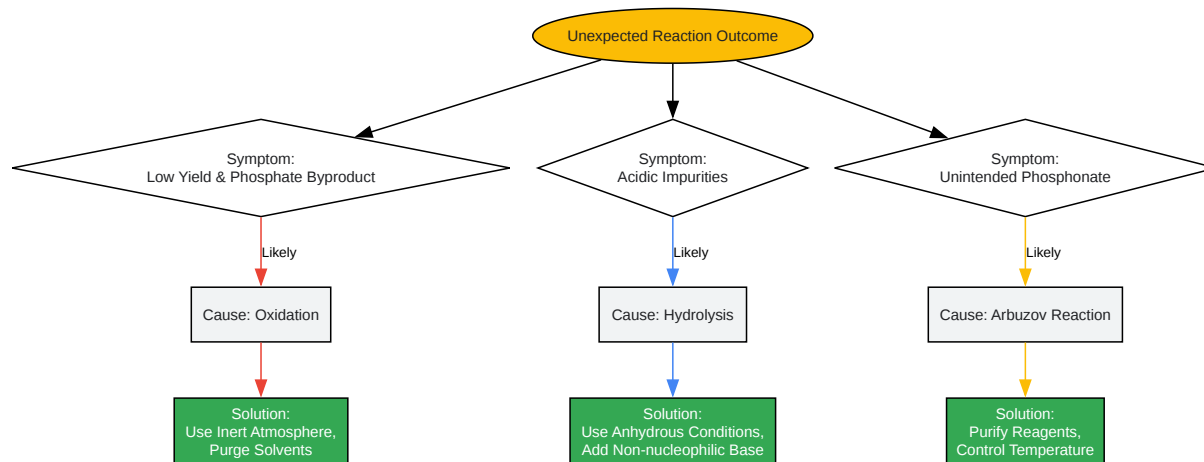 Unexpected Reaction Outcome
Symptom:
Low Yield & Phosphate Byproduct
Symptom:
Acidic Impurities
Symptom:
Unintended Phosphonate
Likely
Likely
Likely
Cause: Oxidation
Cause: Hydrolysis
Cause: Arbuzov Reaction
Solution:
Use Inert Atmosphere,
Purge Solvents
Solution:
Use Anhydrous Conditions,
Add Non-nucleophilic Base
Solution:
Purify Reagents,
Control Temperature